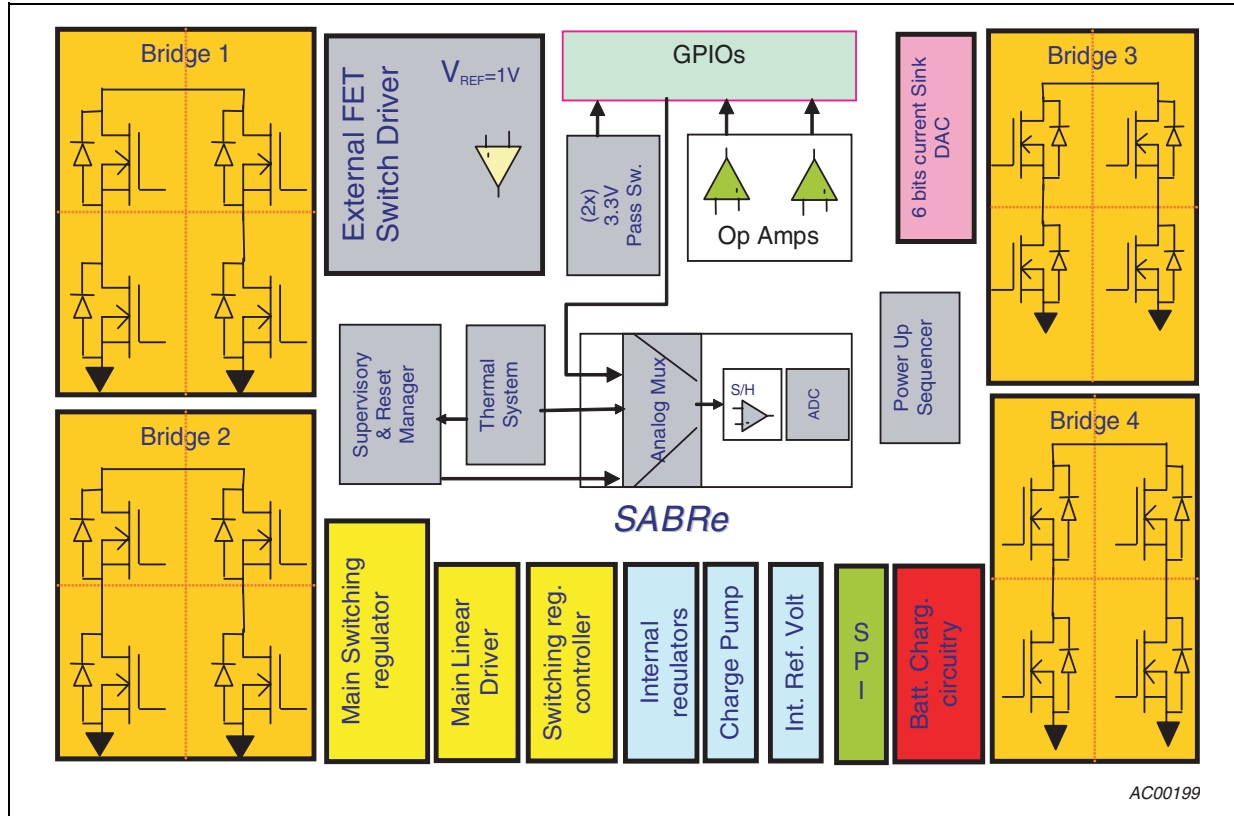 Bridge 1
External FET
Switch Driver
VREF=1V
GPIOs
(2x)
3.3V
Pass Sw.
Op Amps
6 bits current Sink
DAC
Bridge 3
Supervisory
& Reset
Manager
Thermal
System
Analog Mux
S/H
ADC
Power Up
Sequencer
Bridge 2
SABRe
Bridge 4
Main Switching
regulator
Main Linear
Driver
Switching reg.
controller
Internal
regulators
Charge Pump
Int. Ref. Volt
S
P
I
Batt. Charg.
circuitry
AC00199